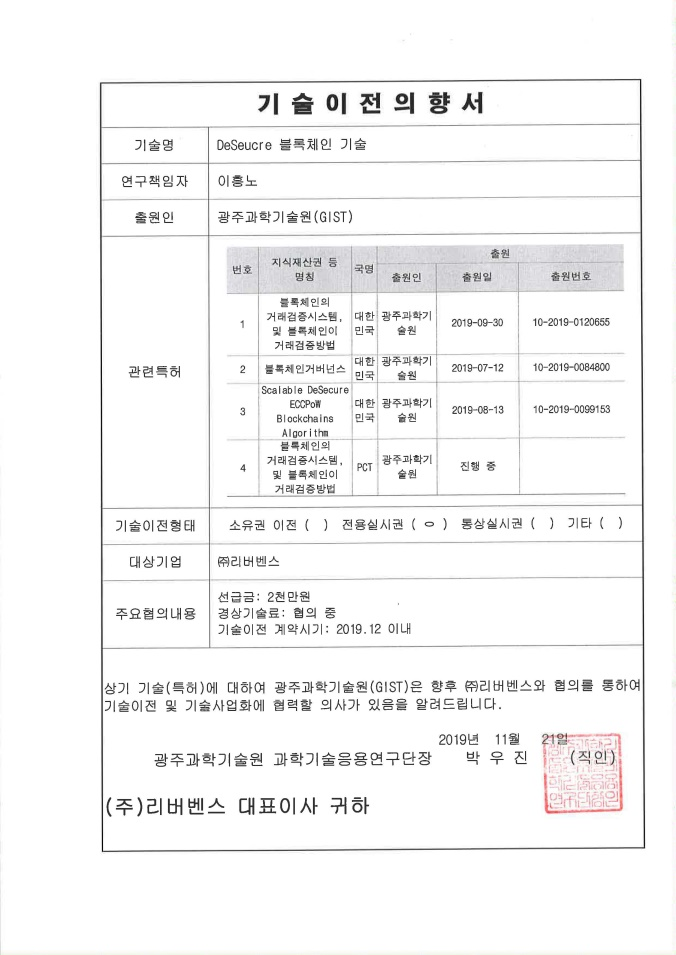 기 술 이 전 의 향 서
기술명 DeSeucre 블록체인 기술
연구책임자 이흥노
출원인 광주과학기술원(GIST)
관련특허
번호 지식재산권 등 명칭 국명 출원
출원인 출원일 출원번호
1 블록체인의 거래검증시스템, 및 블록체인이 거래검증방법 대한민국 광주과학기술원 2019-09-30 10-2019-0120655
2 블록체인거버넌스 대한민국 광주과학기술원 2019-07-12 10-2019-0084800
3 Scalable DeSecure ECCPoW Blockchains Algorithm 대한민국 광주과학기술원 2019-08-13 10-2019-0099153
4 블록체인의 거래검증시스템, 및 블록체인이 거래검증방법 PCT 광주과학기술원 진행 중
기술이전형태 소유권 이전 ( ) 전용실시권 ( ㅇ ) 통상실시권 ( ) 기타 ( )
대상기업 ㈜리버벤스
주요협의내용
선급금: 2천만원
경상기술료: 협의 중
기술이전 계약시기: 2019.12 이내
상기 기술(특허)에 대하여 광주과학기술원(GIST)은 향후 ㈜리버벤스와 협의를 통하여
기술이전 및 기술사업화에 협력할 의사가 있음을 알려드립니다.
2019년 11월 21일
광주과학기술원 과학기술응용연구단장 박 우 진 (직인)
(주)리버벤스 대표이사 귀하